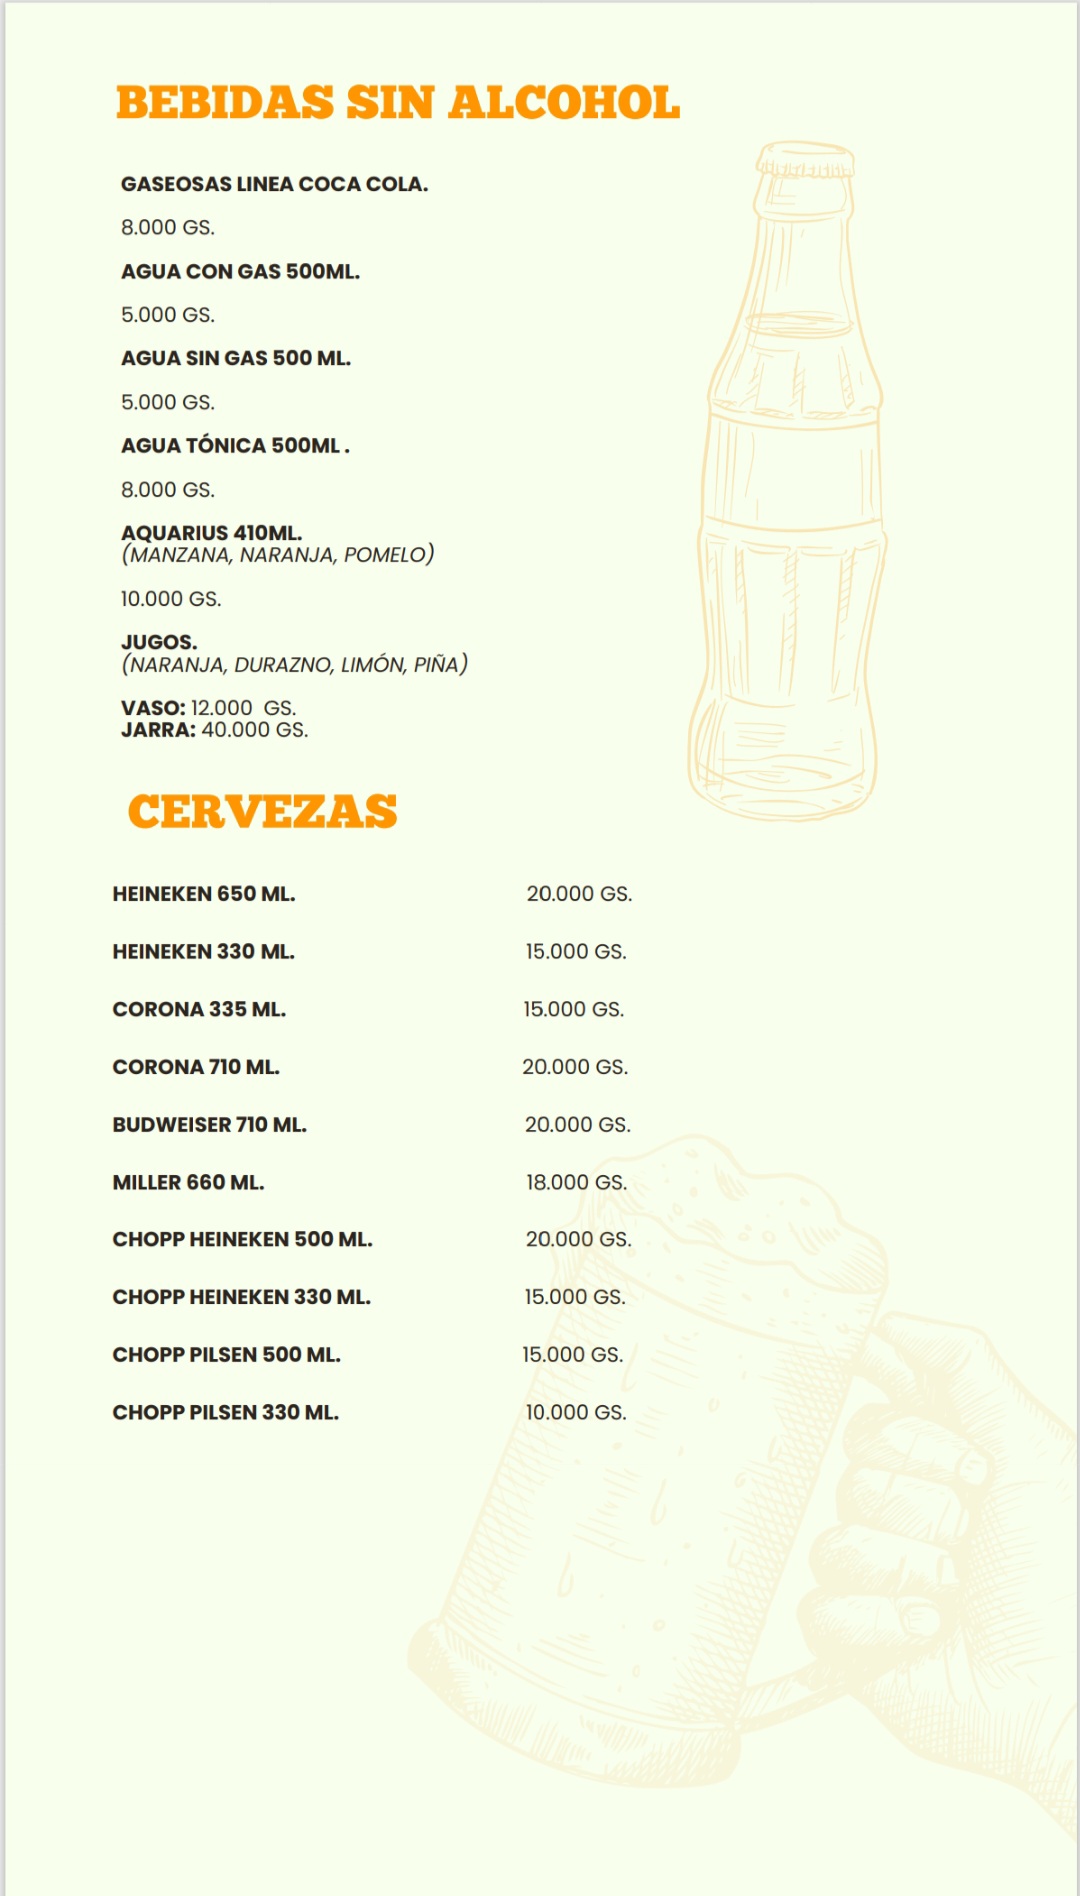 BEBIDAS SIN ALCOHOL
GASEOSAS LINEA COCA COLA.
8.000 GS.
AGUA CON GAS 500ML.
5.000 GS.
AGUA SIN GAS 500 ML.
5.000 GS.
AGUA TÓNICA 500ML .
8.000 GS.
AQUARIUS 410ML.
(MANZANA, NARANJA, POMELO)
10.000 GS.
JUGOS.
(NARANJA, DURAZNO, LIMÓN, PIÑA)
VASO: 12.000  GS.
JARRA: 40.000 GS.
CERVEZAS
HEINEKEN 650 ML. 20.000 GS.
HEINEKEN 330 ML. 15.000 GS.
CORONA 335 ML. 15.000 GS.
CORONA 710 ML. 20.000 GS.
BUDWEISER 710 ML. 20.000 GS.
MILLER 660 ML. 18.000 GS.
CHOPP HEINEKEN 500 ML. 20.000 GS.
CHOPP HEINEKEN 330 ML. 15.000 GS.
CHOPP PILSEN 500 ML. 15.000 GS.
CHOPP PILSEN 330 ML. 10.000 GS.